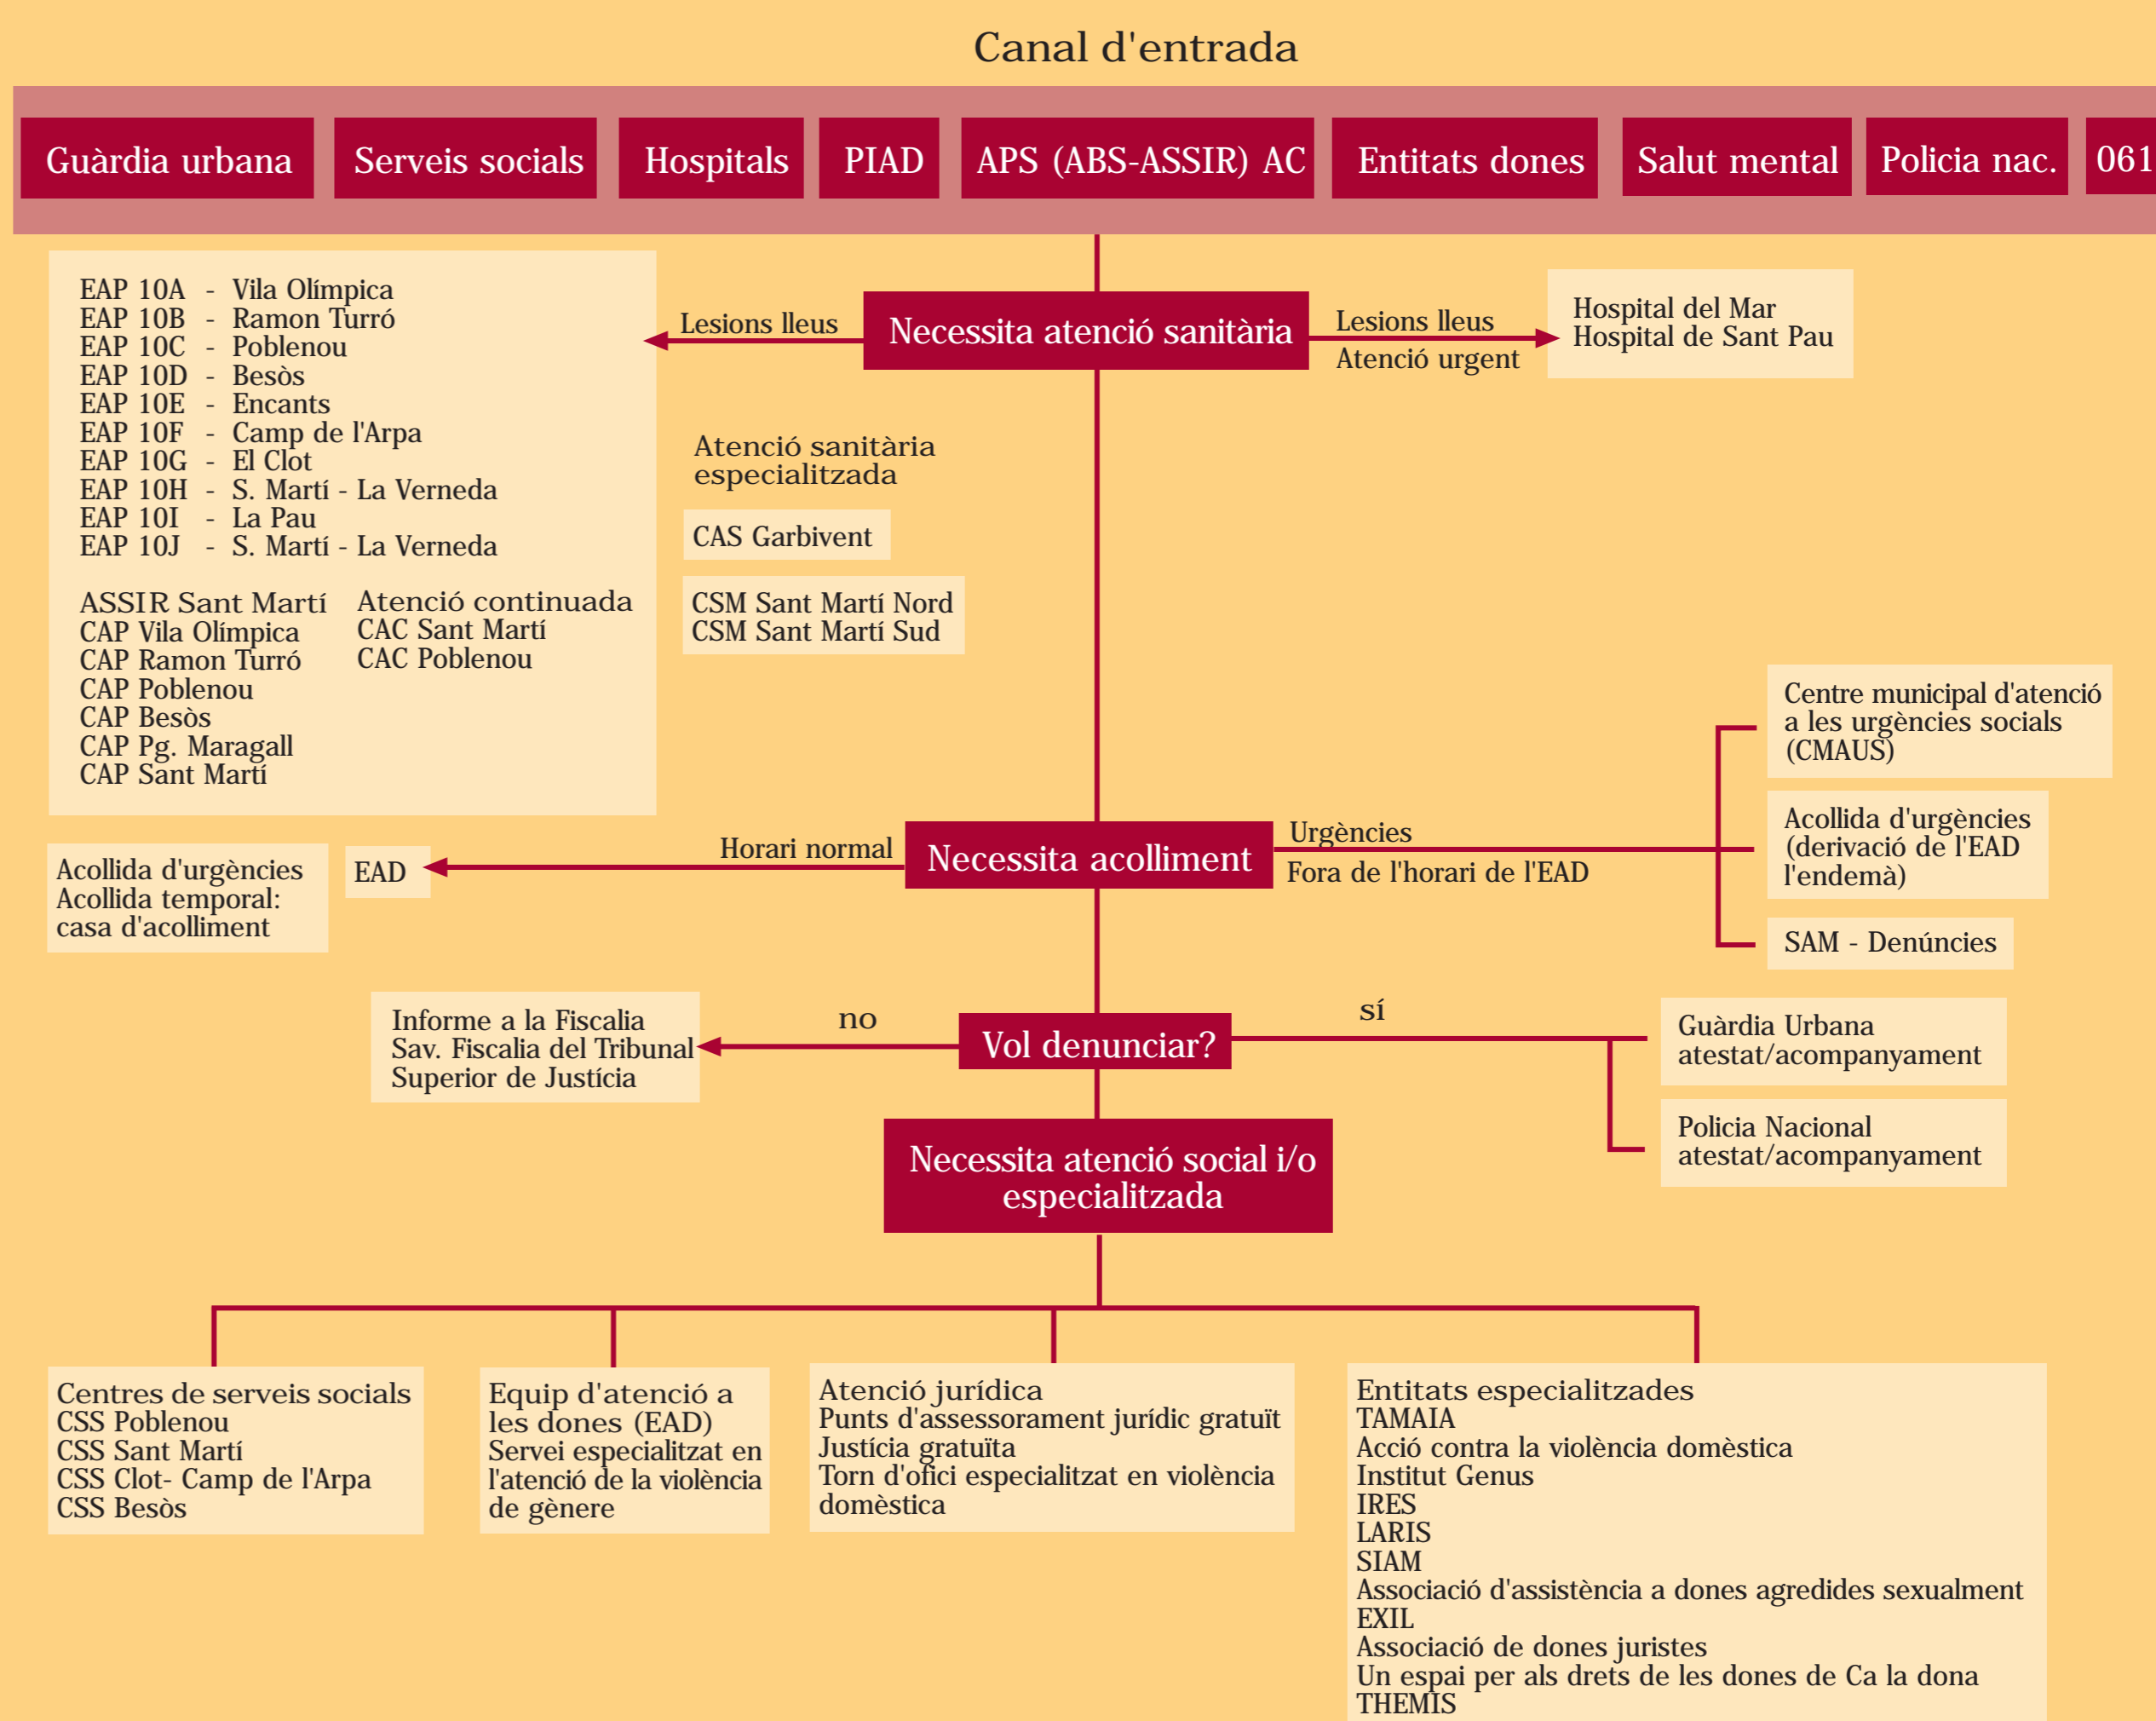 Canal d'entrada
Guàrdia urbana
Serveis socials
Hospitals
PIAD
APS (ABS-ASSIR) AC
Entitats dones
Salut mental
Policia nac.
061
EAP 10A - Vila Olímpica
EAP 10B - Ramon Turró
EAP 10C - Poblenou
EAP 10D - Besòs
EAP 10E - Encants
EAP 10F - Camp de l'Arpa
EAP 10G - El Clot
EAP 10H - S. Martí - La Verneda
EAP 10I - La Pau
EAP 10J - S. Martí - La Verneda
ASSIR Sant Martí
CAP Vila Olímpica
CAP Ramon Turró
CAP Poblenou
CAP Besòs
CAP Pg. Maragall
CAP Sant Martí
Atenció continuada
CAC Sant Martí
CAC Poblenou
Lesions lleus
Necessita atenció sanitària
Lesions lleus
Atenció urgent
Hospital del Mar
Hospital de Sant Pau
Atenció sanitària
especialitzada
CAS Garbivent
CSM Sant Martí Nord
CSM Sant Martí Sud
Acollida d'urgències
Acollida temporal:
casa d'acolliment
EAD
Horari normal
Necessita acolliment
Urgències
Fora de l'horari de l'EAD
Centre municipal d'atenció
a les urgències socials
(CMAUS)
Acollida d'urgències
(derivació de l'EAD
l'endemà)
SAM - Denúncies
Informe a la Fiscalia
Sav. Fiscalia del Tribunal
Superior de Justícia
no
Vol denunciar?
sí
Guàrdia Urbana
atestat/acompanyament
Policia Nacional
atestat/acompanyament
Necessita atenció social i/o
especialitzada
Centres de serveis socials
CSS Poblenou
CSS Sant Martí
CSS Clot- Camp de l'Arpa
CSS Besòs
Equip d'atenció a
les dones (EAD)
Servei especialitzat en
l'atenció de la violència
de gènere
Atenció jurídica
Punts d'assessorament jurídic gratuït
Justícia gratuïta
Torn d'ofici especialitzat en violència
domèstica
Entitats especialitzades
TAMAIA
Acció contra la violència domèstica
Institut Genus
IRES
LARIS
SIAM
Associació d'assistència a dones agredides sexualment
EXIL
Associació de dones juristes
Un espai per als drets de les dones de Ca la dona
THEMIS